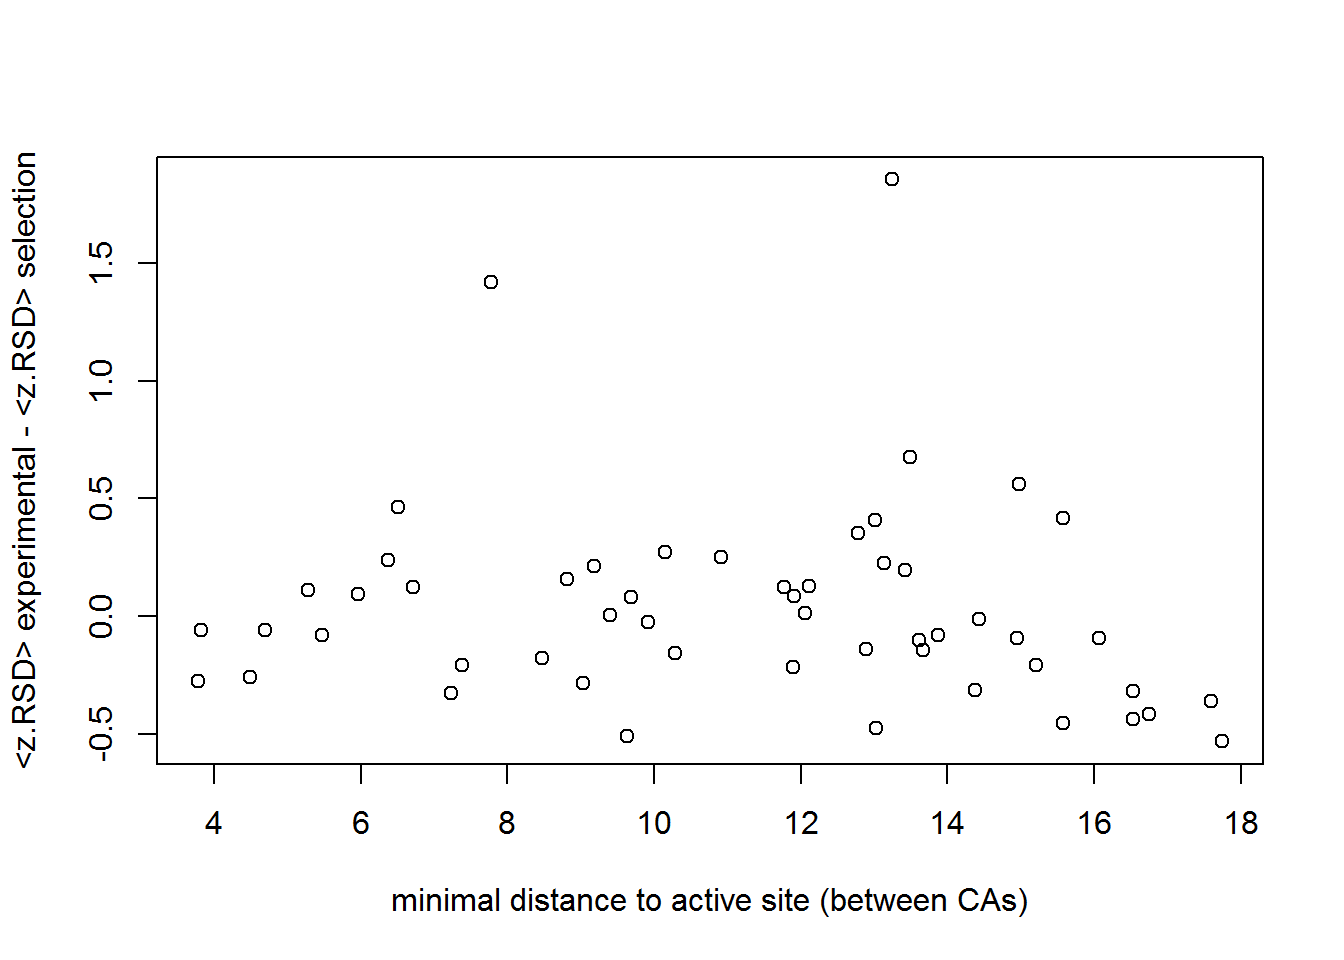 <z.RSD> experimental - <z.RSD> selection
1.5
1.0
0.5
0.0
-0.5
4 6 8 10 12 14 16 18
minimal distance to active site (between CAs)